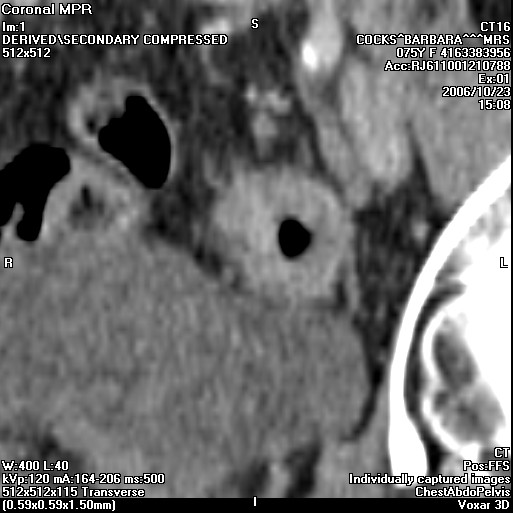 Coronal MPR
Im:1
DERIVED\SECONDARY COMPRESSED
512x512
S
CT16
COCKS^BARBARA^^^MRS
075Y F 4163383956
Acc:RJ611001210788
Ex:01
2006/10/23
15:08
R
L
W:400 L:40
kVp:120 mA:164-206 ms:500
512x512x115 Transverse
(0.59x0.59x1.50mm)
I
CT
Pos:FFS
Individually captured images
ChestAbdoPelvis
Voxar 3D